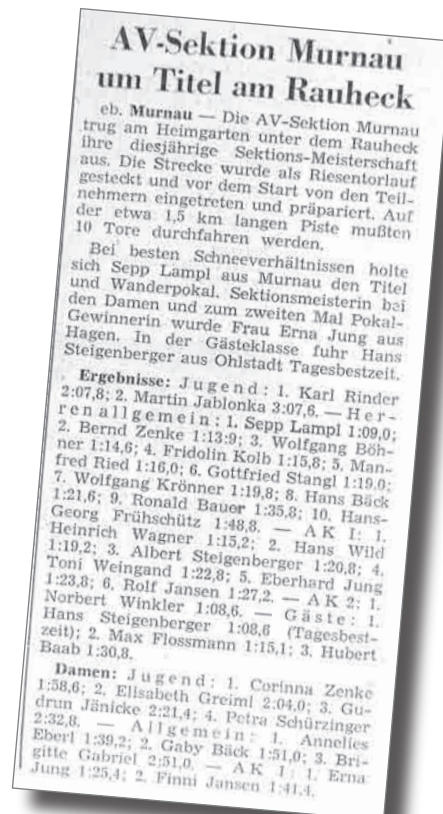 AV-Sektion Murnau
um Titel am Rauheck
eb. Murnau — Die AV-Sektion Murnau
trug am Heimgarten unter dem Rauheck
ihre diesjährige Sektions-Meisterschaft
aus. Die Strecke wurde als Riesentorlauf
gesteckt und vor dem Start von den Teil-
nehmern eingetreten und präpariert. Auf
der etwa 1,5 km langen Piste mußten
10 Tore durchfahren werden.
Bei besten Schneeverhältnissen holte
sich Sepp Lampl aus Murnau den Titel
und Wanderpokal. Sektionsmeisterin bei
den Damen und zum zweiten Mal Pokal-
Gewinnerin wurde Frau Erna Jung aus
Hagen. In der Gästeklasse fuhr Hans
Steigenberger aus Ohlstadt Tagesbestzeit.
Ergebnisse: Jugend: 1. Karl Rinder
2:07,8; 2. Martin Jablonka 3:07,6. — Her-
ren allgemein: 1. Sepp Lampl 1:09,0;
2. Bernd Zenke 1:13:9; 3. Wolfgang Böh-
ner 1:14,6; 4. Fridolin Kolb 1:15,8; 5. Man-
fred Ried 1:16,0; 6. Gottfried Stangl 1:19,0;
7. Wolfgang Krönner 1:19,8; 8. Hans Bäck
1:21,6; 9. Ronald Bauer 1:35,8; 10. Hans-
Georg Frühschütz 1:48,8. — AK 1: 1.
Heinrich Wagner 1:15,2; 2. Hans Wild
1:19,2; 3. Albert Steigenberger 1:20,8; 4.
Toni Weingand 1:22,8; 5. Eberhard Jung
1:23,8; 6. Rolf Jansen 1:27,2. — AK 2: 1.
Norbert Winkler 1:08,6. — Gäste: 1.
Hans Steigenberger 1:08,6 (Tagesbest-
zeit); 2. Max Flossmann 1:15,1; 3. Hubert
Baab 1:30,8.
Damen: Jugend: 1. Corinna Zenke
1:58,6; 2. Elisabeth Greiml 2:04,0; 3. Gu-
drun Jänicke 2:21,4; 4. Petra Schürzinger
2:32,8. — Allgemein: 1. Annelies
Eberl 1:39,2; 2. Gaby Bäck 1:51,0; 3. Bri-
gitte Gabriel 2:51,0. — AK 1: 1. Erna
Jung 1:25,4; 2. Finni Jansen 1:41,4.